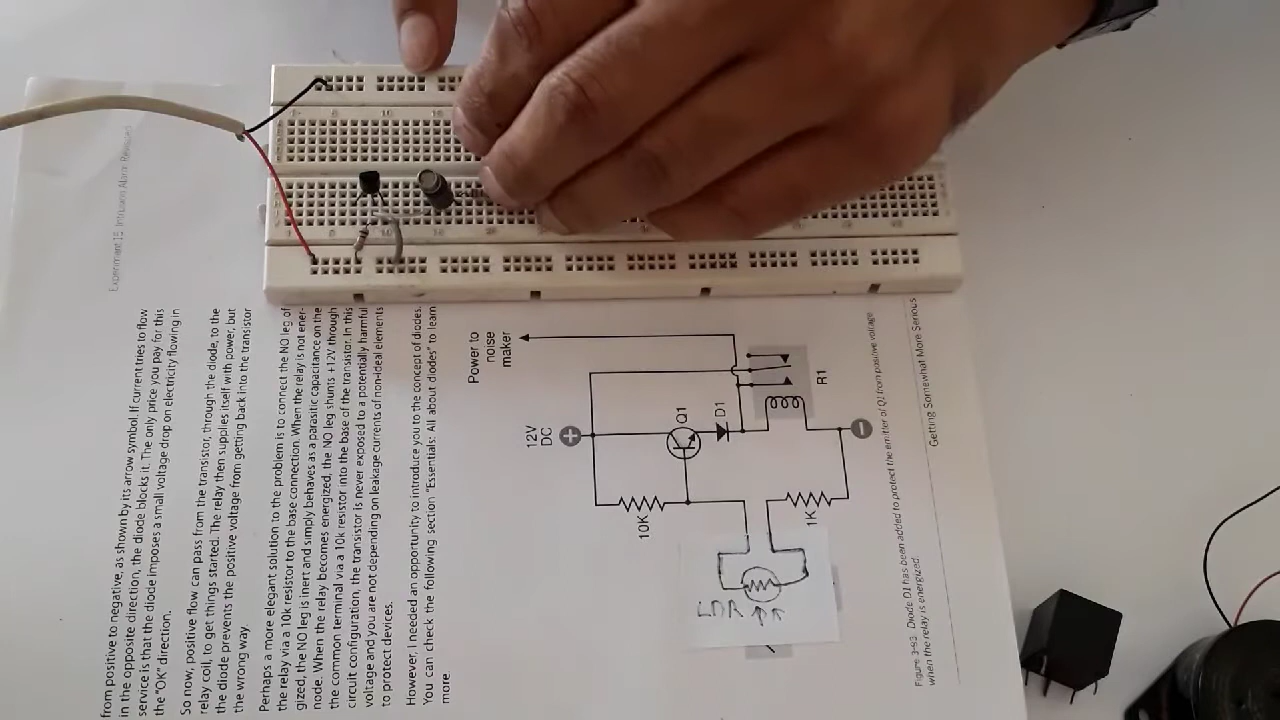 Experiment 15: Intrusion Alarm Revisited
from positive to negative, as shown by its arrow symbol. If current tries to flow
in the opposite direction, the diode blocks it. The only price you pay for this
service is that the diode imposes a small voltage drop on electricity flowing in
the "OK" direction.
So now, positive flow can pass from the transistor, through the diode, to the
relay coil, to get things started. The relay then supplies itself with power, but
the diode prevents the positive voltage from getting back into the transistor
the wrong way.
Perhaps a more elegant solution to the problem is to connect the NO leg of
the relay via a 10k resistor to the base connection. When the relay is not ener-
gized, the NO leg is inert and simply behaves as a parasitic capacitance on the
node. When the relay becomes energized, the NO leg shunts +12V through
the common terminal via a 10k resistor into the base of the transistor. In this
circuit configuration, the transistor is never exposed to a potentially harmful
voltage and you are not depending on leakage currents of non-ideal elements
to protect devices.
However, I needed an opportunity to introduce you to the concept of diodes.
You can check the following section "Essentials: All about diodes" to learn
more
Power to
noise
maker
12V
DC
Q1
D1
R1
10K
1K
Figure 3-93. Diode D1 has been added to protect the emitter of Q1 from positive voltage
when the relay is energized.
Getting Somewhat More Serious